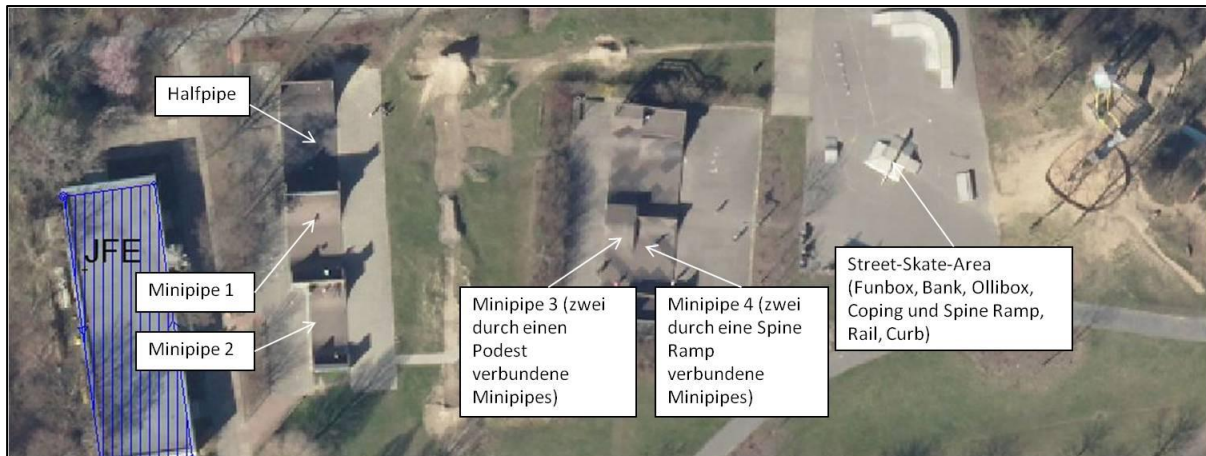 Halfpipe
JFE
Minipipe 1
Minipipe 2
Minipipe 3 (zwei
durch einen
Podest
verbundene
Minipipes)
Minipipe 4 (zwei
durch eine Spine
Ramp
verbundene
Minipipes)
Street-Skate-Area
(Funbox, Bank, Ollibox,
Coping und Spine Ramp,
Rail, Curb)